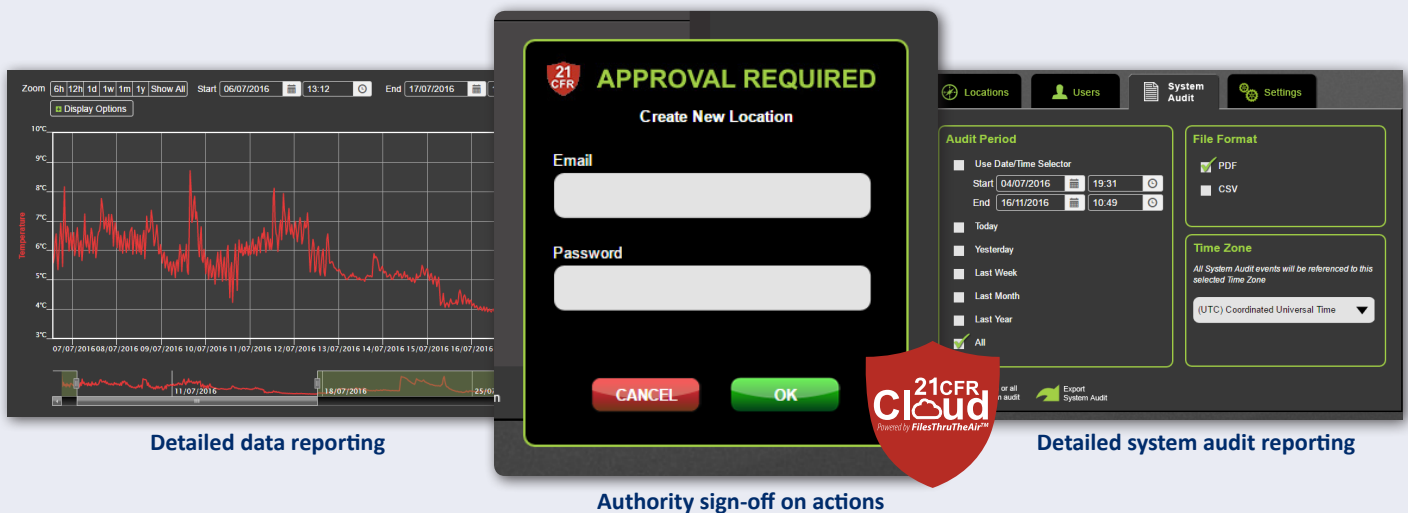 Zoom 6h 12h 1d 1w 1m 1y Show All Start 06/07/2016 13:12 End 17/07/2016
Display Options
10°C
9°C
8°C
7°C
6°C
5°C
4°C
3°C
Temperature
07/07/2016 08/07/2016 09/07/2016 10/07/2016 11/07/2016 12/07/2016 13/07/2016 14/07/2016 15/07/2016 16/07/2016
11/07/2016 18/07/2016 25/07
Detailed data reporting
21
CFR
APPROVAL REQUIRED
Create New Location
Email
Password
CANCEL OK
Authority sign-off on actions
Locations Users System
Audit Settings
Audit Period
Use Date/Time Selector
Start 04/07/2016 19:31
End 16/11/2016 10:49
Today
Yesterday
Last Week
Last Month
Last Year
All
File Format
PDF
CSV
Time Zone
All System Audit events will be referenced to this
selected Time Zone
(UTC) Coordinated Universal Time
or all
audit
Export
System Audit
21CFR
Cloud
Powered by FilesThruTheAir™
Detailed system audit reporting